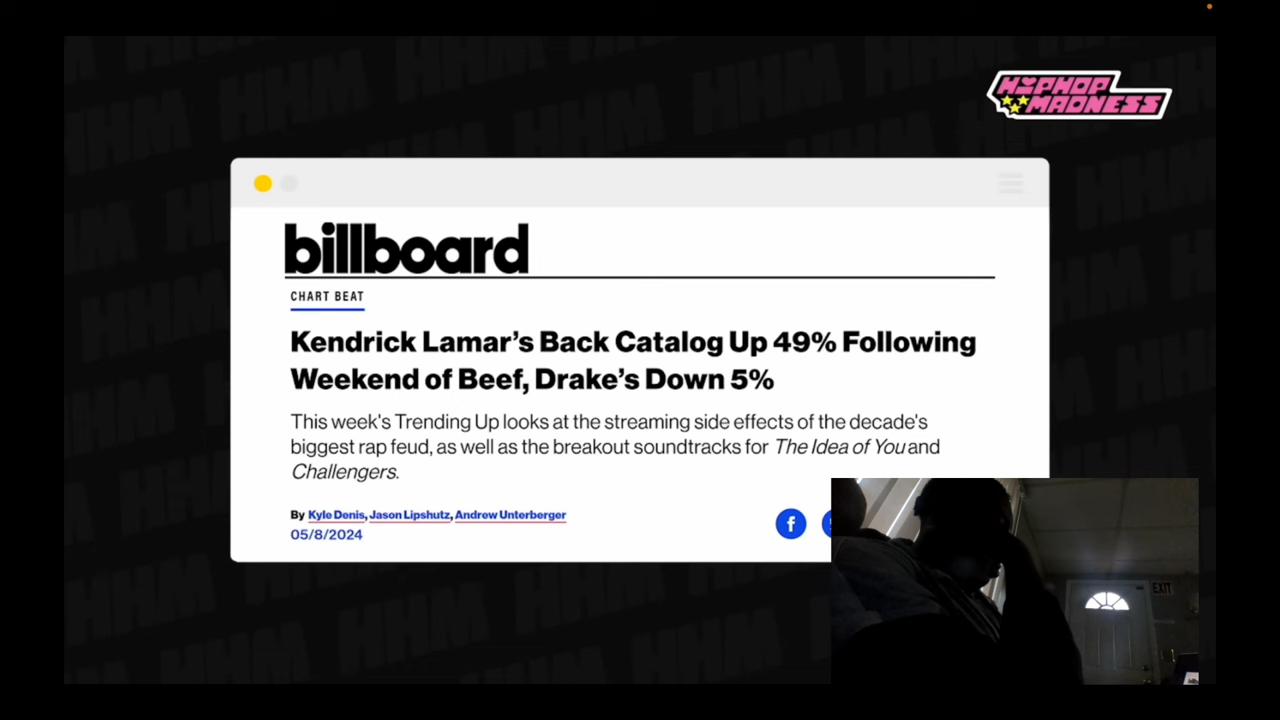 HIPHOP
MADNESS
billboard
CHART BEAT
Kendrick Lamar's Back Catalog Up 49% Following
Weekend of Beef, Drake's Down 5%
This week's Trending Up looks at the streaming side effects of the decade's
biggest rap feud, as well as the breakout soundtracks for The Idea of You and
Challengers.
By Kyle Denis, Jason Lipshutz, Andrew Unterberger
05/8/2024
f
EXIT